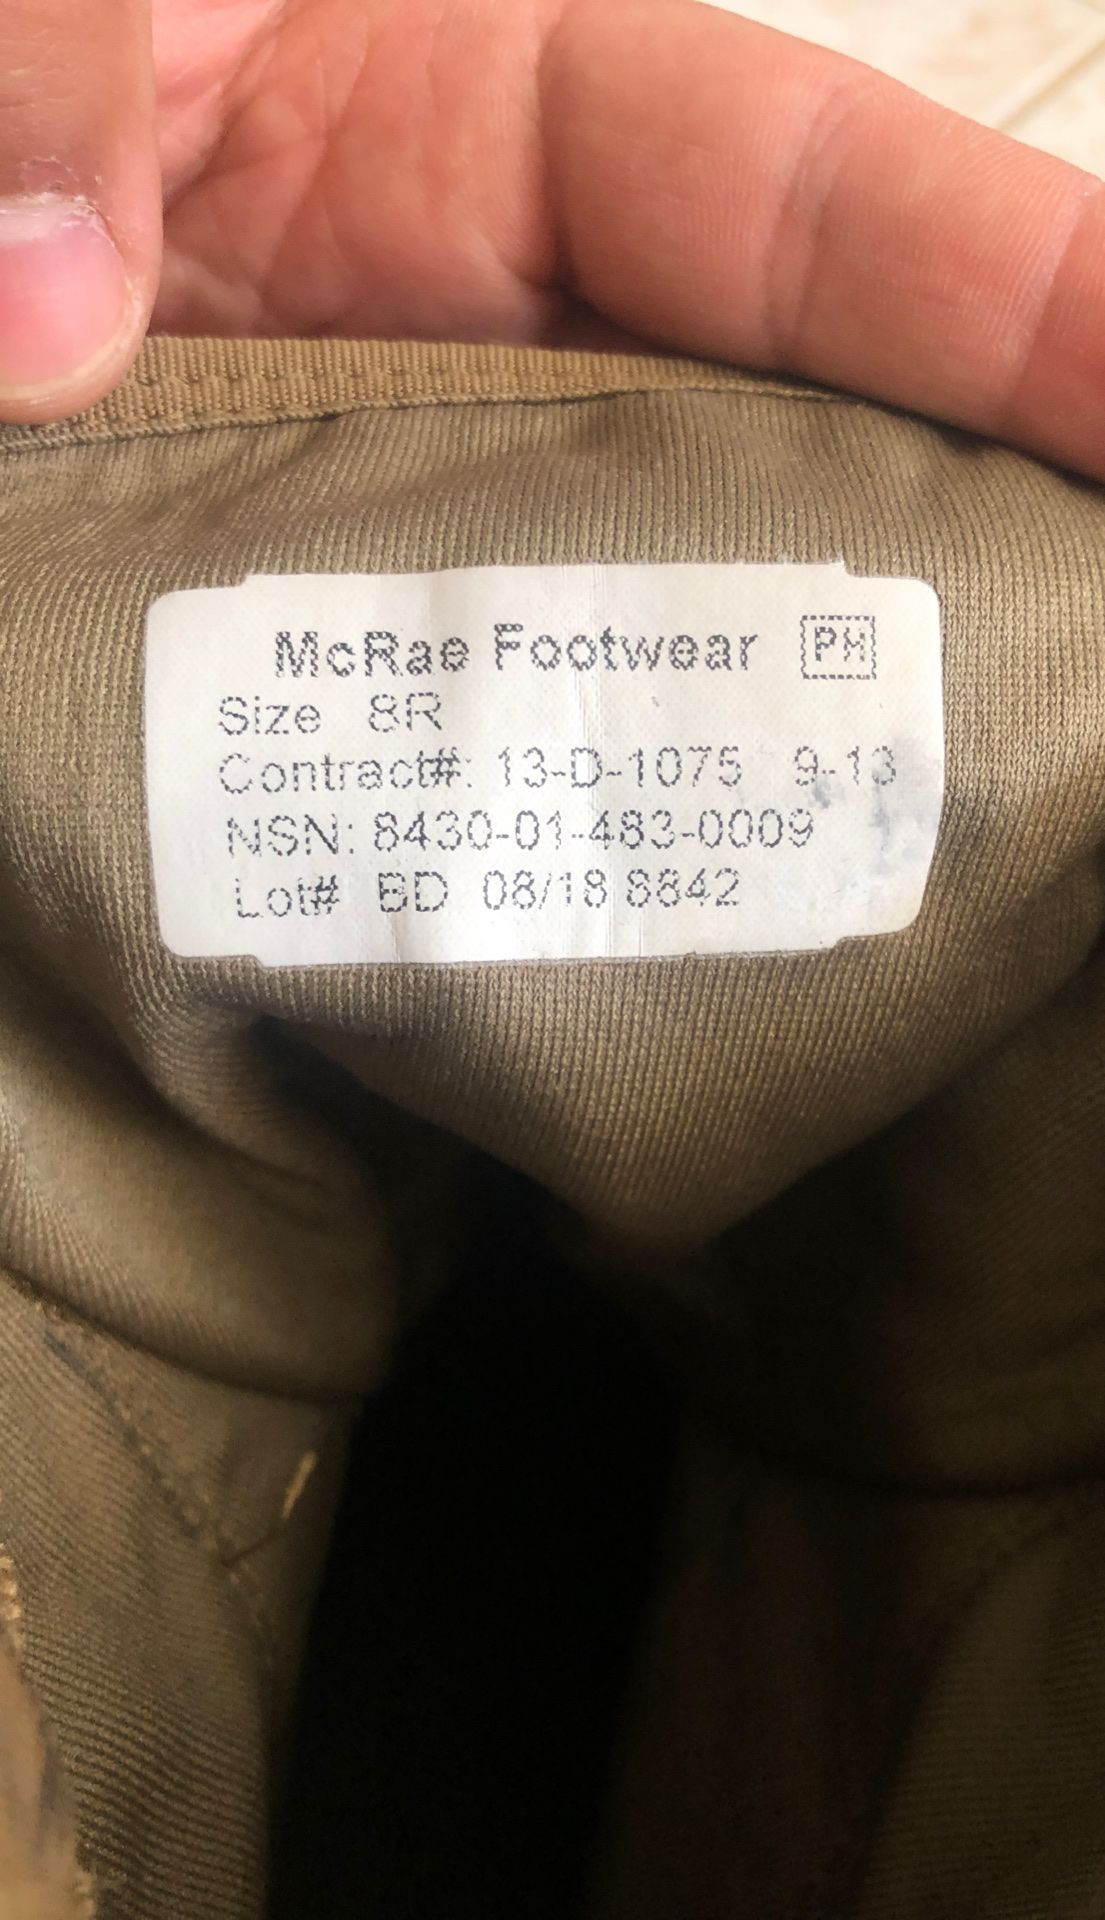 McRae Footwear PM
Size 8R
Contract#: 13-D-1075 9-13
NSN: 8430-01-483-0009
Lot# BD 08/18 8842